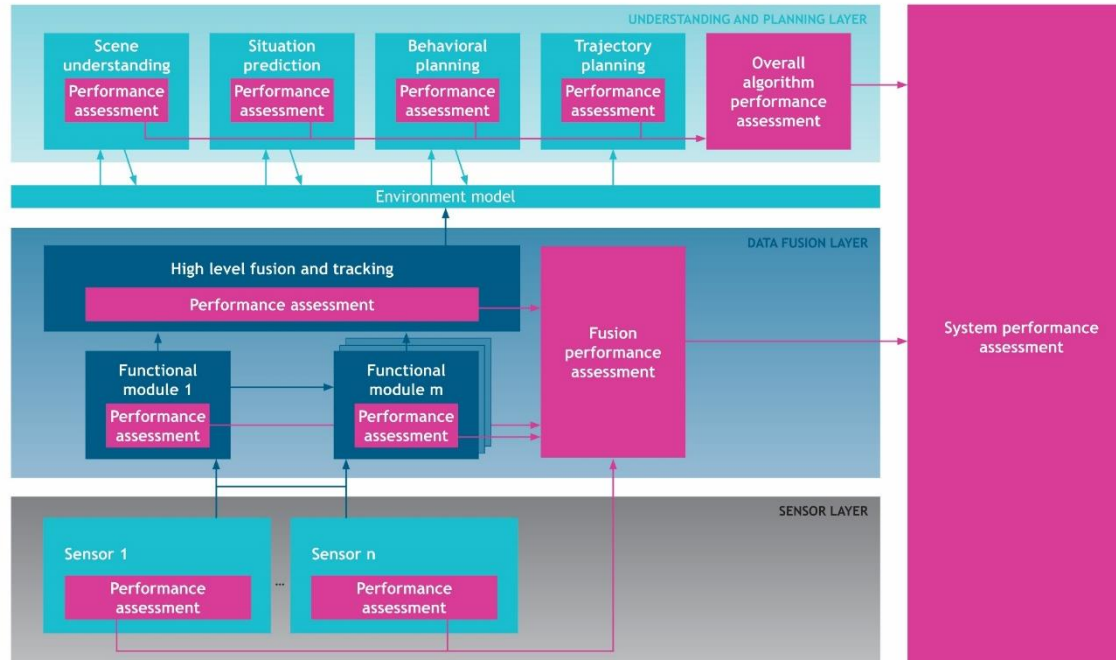 UNDERSTANDING AND PLANNING LAYER
Scene
understanding
Performance
assessment
Situation
prediction
Performance
assessment
Behavioral
planning
Performance
assessment
Trajectory
planning
Performance
assessment
Overall
algorithm
performance
assessment
Environment model
DATA FUSION LAYER
High level fusion and tracking
Performance assessment
Functional
module 1
Performance
assessment
Functional
module m
Performance
assessment
Fusion
performance
assessment
System performance
assessment
SENSOR LAYER
Sensor 1
Performance
assessment
...
Sensor n
Performance
assessment